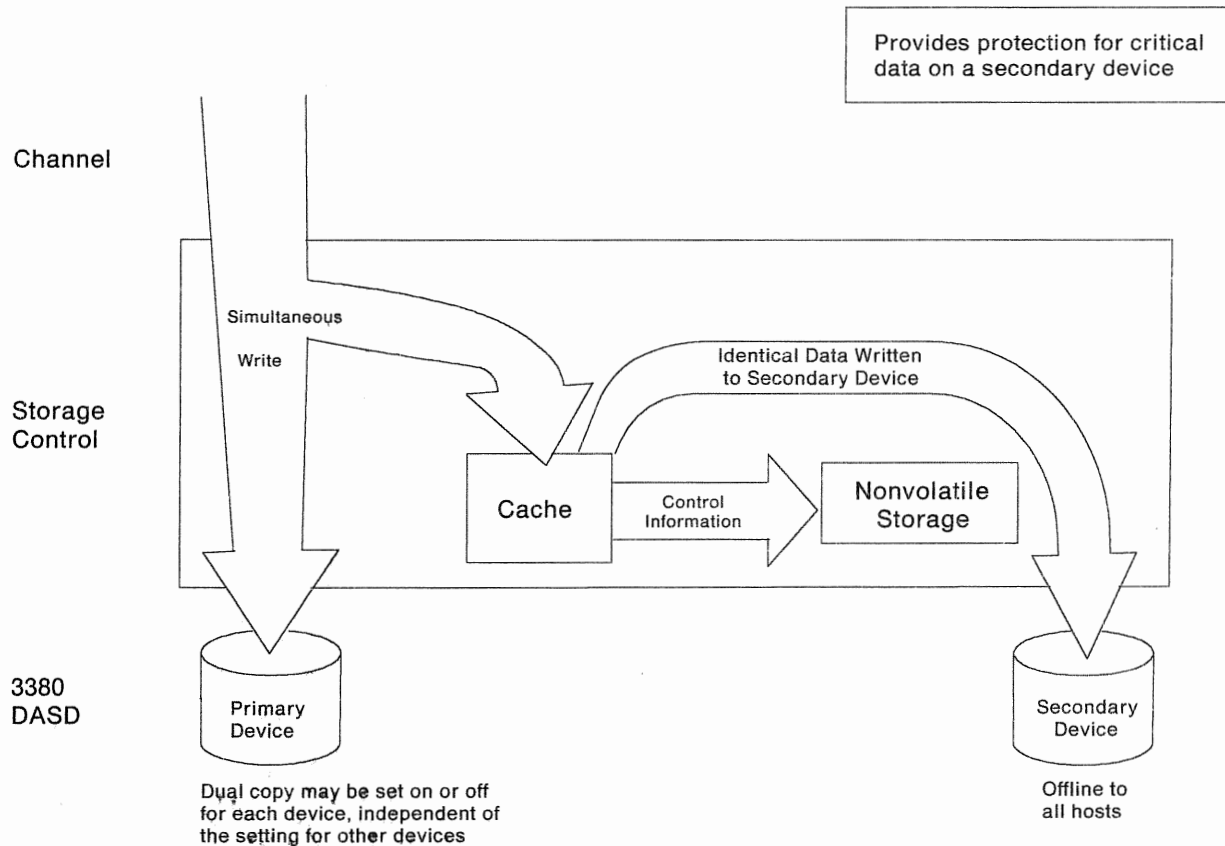 Provides protection for critical
data on a secondary device
Channel
Simultaneous
Write
Identical Data Written
to Secondary Device
Storage
Control
Cache
Control
Information
Nonvolatile
Storage
3380
DASD
Primary
Device
Secondary
Device
Dual copy may be set on or off
for each device, independent of
the setting for other devices
Offline to
all hosts